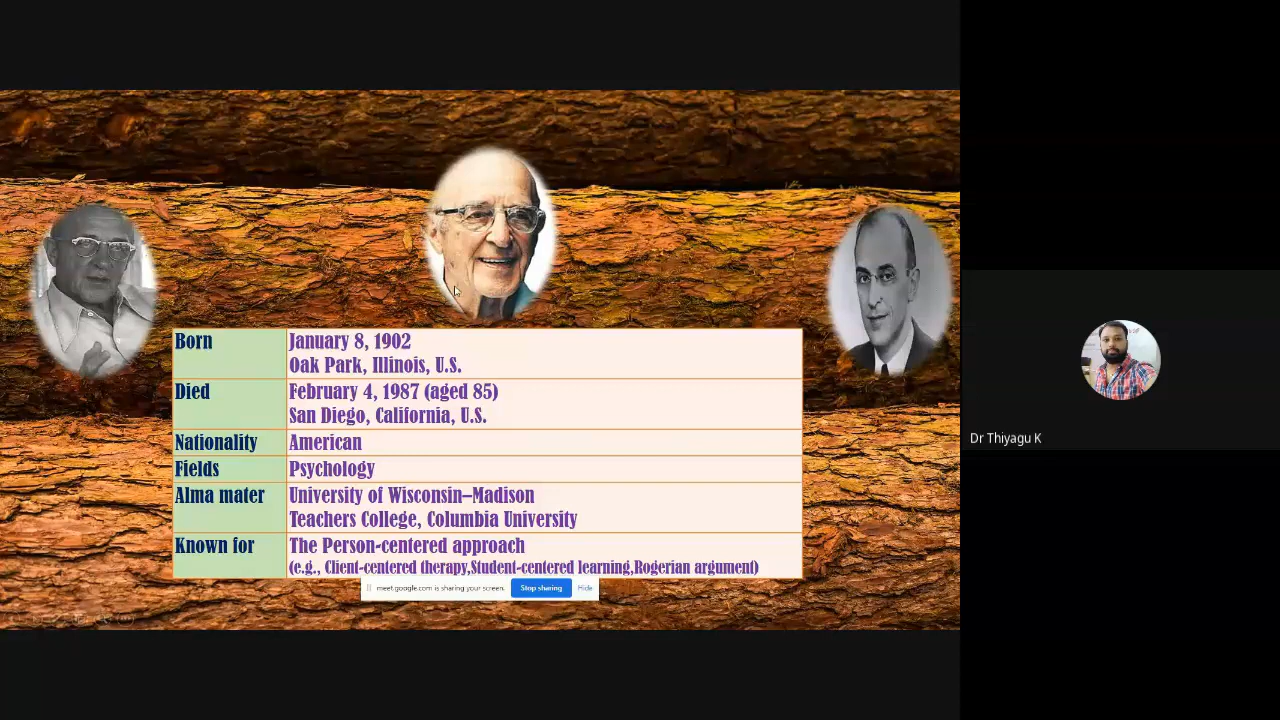 Born January 8, 1902
Oak Park, Illinois, U.S.
Died February 4, 1987 (aged 85)
San Diego, California, U.S.
Nationality American
Fields Psychology
Alma mater University of Wisconsin–Madison
Teachers College, Columbia University
Known for The Person-centered approach
(e.g., Client-centered therapy,Student-centered learning,Rogerian argument)
meet.google.com is sharing your screen. Stop sharing Hide
Dr Thiyagu K